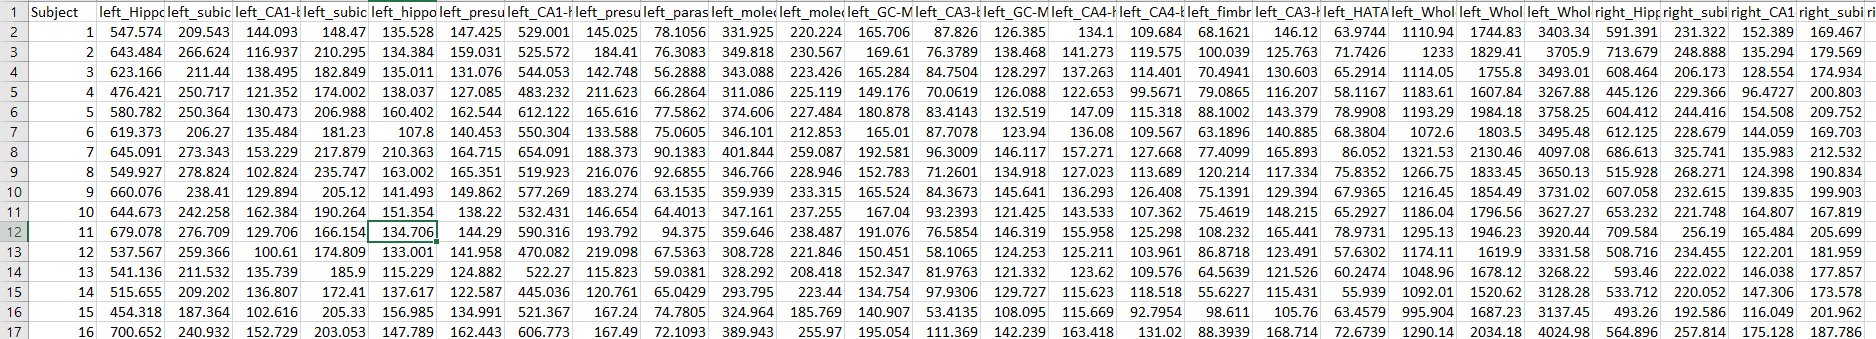 1 Subject left_Hippo left_subic left_CA1-b left_subic left_hippo left_presu left_CA1-h left_presu left_paras left_molec left_molec left_GC-M left_CA3-b left_GC-M left_CA4-h left_CA4-b left_fimbr left_CA3-h left_HATA left_Whol left_Whol left_Whol right_Hipp right_subi right_CA1 right_subi ri
2 1 547.574 209.543 144.093 148.47 135.528 147.425 529.001 145.025 78.1056 331.925 220.224 165.706 87.826 126.385 134.1 109.684 68.1621 146.12 63.9744 1110.94 1744.83 3403.34 591.391 231.322 152.389 169.467
3 2 643.484 266.624 116.937 210.295 134.384 159.031 525.572 184.41 76.3083 349.818 230.567 169.61 76.3789 138.468 141.273 119.575 100.039 125.763 71.7426 1233 1829.41 3705.9 713.679 248.888 135.294 179.569
4 3 623.166 211.44 138.495 182.849 135.011 131.076 544.053 142.748 56.2888 343.088 223.426 165.284 84.7504 128.297 137.263 114.401 70.4941 130.603 65.2914 1114.05 1755.8 3493.01 608.464 206.173 128.554 174.934
5 4 476.421 250.717 121.352 174.002 138.037 127.085 483.232 211.623 66.2864 311.086 225.119 149.176 70.0619 126.088 122.653 99.5671 79.0865 116.207 58.1167 1183.61 1607.84 3267.88 445.126 229.366 96.4727 200.803
6 5 580.782 250.364 130.473 206.988 160.402 162.544 612.122 165.616 77.5862 374.606 227.484 180.878 83.4143 132.519 147.09 115.318 88.1002 143.379 78.9908 1193.29 1984.18 3758.25 604.412 244.416 154.508 209.752
7 6 619.373 206.27 135.484 181.23 107.8 140.453 550.304 133.588 75.0605 346.101 212.853 165.01 87.7078 123.94 136.08 109.567 63.1896 140.885 68.3804 1072.6 1803.5 3495.48 612.125 228.679 144.059 169.703
8 7 645.091 273.343 153.229 217.879 210.363 164.715 654.091 188.373 90.1383 401.844 259.087 192.581 96.3009 146.117 157.271 127.668 77.4099 165.893 86.052 1321.53 2130.46 4097.08 686.613 325.741 135.983 212.532
9 8 549.927 278.824 102.824 235.747 163.002 165.351 519.923 216.076 92.6855 346.766 228.946 152.783 71.2601 134.918 127.023 113.689 120.214 117.334 75.8352 1266.75 1833.45 3650.13 515.928 268.271 124.398 190.834
10 9 660.076 238.41 129.894 205.12 141.493 149.862 577.269 183.274 63.1535 359.939 233.315 165.524 84.3673 145.641 136.293 126.408 75.1391 129.394 67.9365 1216.45 1854.49 3731.02 607.058 232.615 139.835 199.903
11 10 644.673 242.258 162.384 190.264 151.354 138.22 532.431 146.654 64.4013 347.161 237.255 167.04 93.2393 121.425 143.533 107.362 75.4619 148.215 65.2927 1186.04 1796.56 3627.27 653.232 221.748 164.807 167.819
12 11 679.078 276.709 129.706 166.154 134.706 144.29 590.316 193.792 94.375 359.646 238.487 191.076 76.5854 146.319 155.958 125.298 108.232 165.441 78.9731 1295.13 1946.23 3920.44 709.584 256.19 165.484 205.699
13 12 537.567 259.366 100.61 174.809 133.001 141.958 470.082 219.098 67.5363 308.728 221.846 150.451 58.1065 124.253 125.211 103.961 86.8718 123.491 57.6302 1174.11 1619.9 3331.58 508.716 234.455 122.201 181.959
14 13 541.136 211.532 135.739 185.9 115.229 124.882 522.27 115.823 59.0381 328.292 208.418 152.347 81.9763 121.332 123.62 109.576 64.5639 121.526 60.2474 1048.96 1678.12 3268.22 593.46 222.022 146.038 177.857
15 14 515.655 209.202 136.807 172.41 137.617 122.587 445.036 120.761 65.0429 293.795 223.44 134.754 97.9306 129.727 115.623 118.518 55.6227 115.431 55.939 1092.01 1520.62 3128.28 533.712 220.052 147.306 173.578
16 15 454.318 187.364 102.616 205.33 156.985 134.991 521.367 167.24 74.7805 324.964 185.769 140.907 53.4135 108.095 115.669 92.7954 98.611 105.76 63.4579 995.904 1687.23 3137.45 493.26 192.586 116.049 201.962
17 16 700.652 240.932 152.729 203.053 147.789 162.443 606.773 167.49 72.1093 389.943 255.97 195.054 111.369 142.239 163.418 131.02 88.3939 168.714 72.6739 1290.14 2034.18 4024.98 564.896 257.814 175.128 187.786